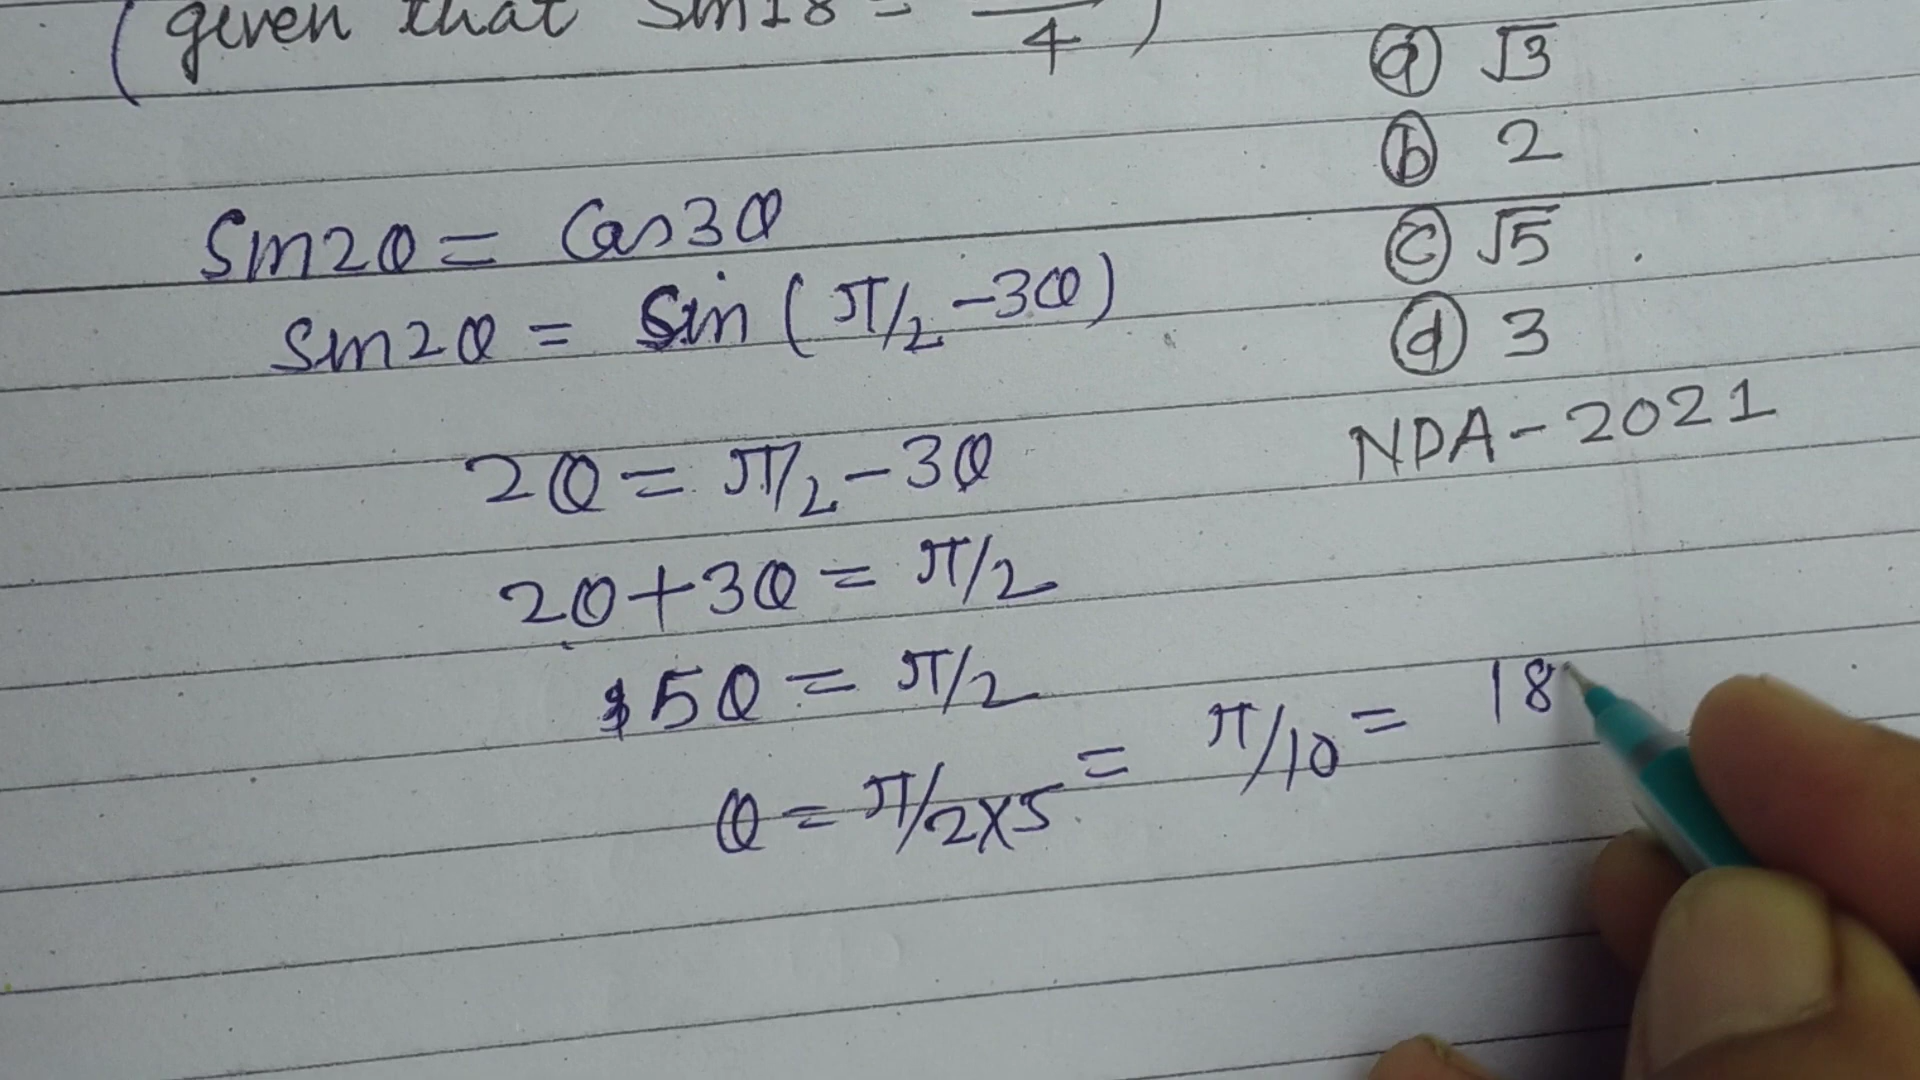 (given that sin18 = /4)
(a) √3
(b) 2
(c) √5
(d) 3
NDA-2021
Sin2θ = Cos3θ
Sin2θ = Sin(π/2 -3θ)
2θ = π/2 -3θ
2θ+3θ = π/2
5θ = π/2
θ = π/2×5 = π/10 = 18°